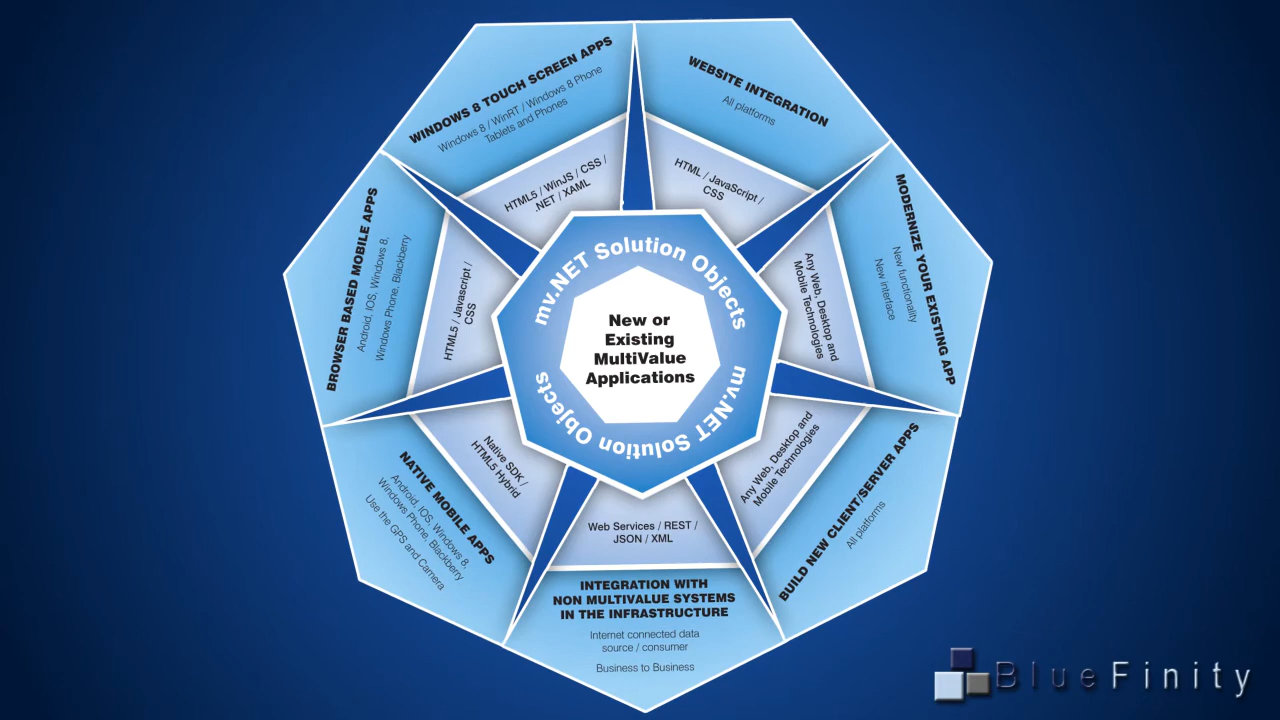 WINDOWS 8 TOUCH SCREEN APPS
Windows 8 / WinRT / Windows 8 Phone
Tablets and Phones
HTML5 / WinJS / CSS /
.NET / XAML
WEBSITE INTEGRATION
All platforms
HTML / JavaScript /
CSS
MODERNIZE YOUR EXISTING APP
New functionality
New interface
Any Web, Desktop and
Mobile Technologies
BUILD NEW CLIENT/SERVER APPS
All platforms
Any Web, Desktop and
Mobile Technologies
INTEGRATION WITH
NON MULTIVALUE SYSTEMS
IN THE INFRASTRUCTURE
Internet connected data
source / consumer
Business to Business
Web Services / REST /
JSON / XML
NATIVE MOBILE APPS
Android, IOS, Windows 8,
Windows Phone, Blackberry
Use the GPS and Camera
Native SDK /
HTML5 Hybrid
BROWSER BASED MOBILE APPS
Android, IOS, Windows 8,
Windows Phone, Blackberry
HTML5 / Javascript /
CSS
mv.NET Solution Objects
mv.NET Solution Objects
New or
Existing
MultiValue
Applications
BlueFinity